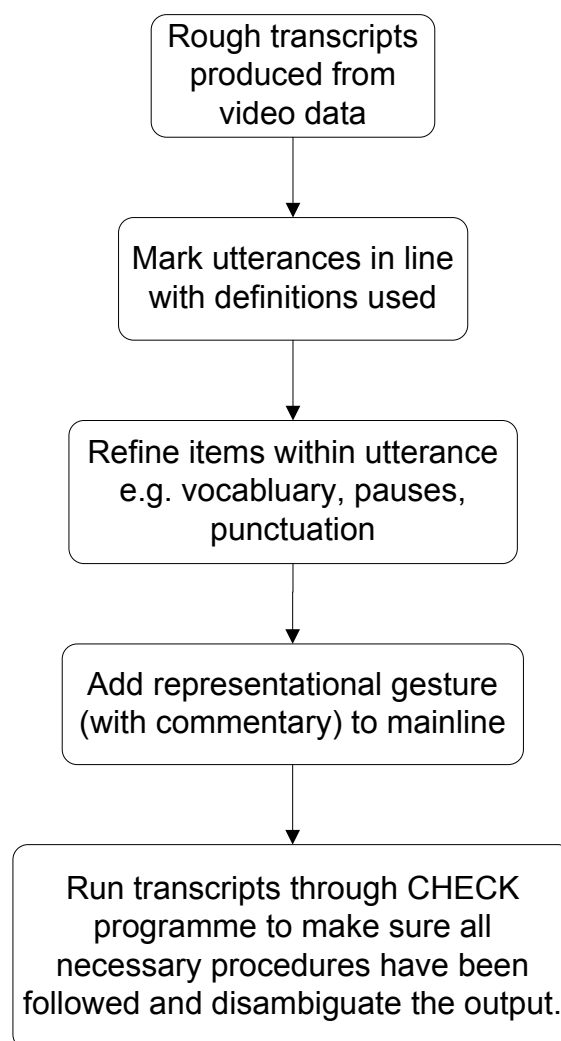 Rough transcripts
produced from
video data
Mark utterances in line
with definitions used
Refine items within utterance
e.g. vocabluary, pauses,
punctuation
Add representational gesture
(with commentary) to mainline
Run transcripts through CHECK
programme to make sure all
necessary procedures have been
followed and disambiguate the output.